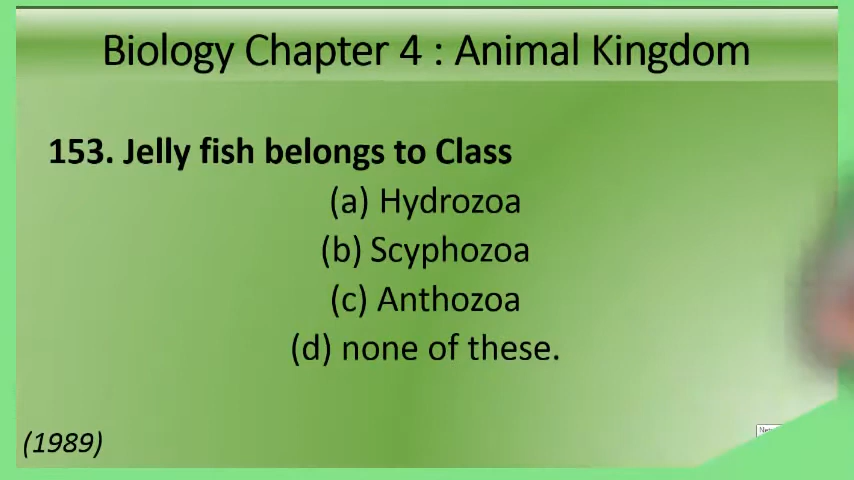 Biology Chapter 4 : Animal Kingdom
153. Jelly fish belongs to Class
(a) Hydrozoa
(b) Scyphozoa
(c) Anthozoa
(d) none of these.
(1989)